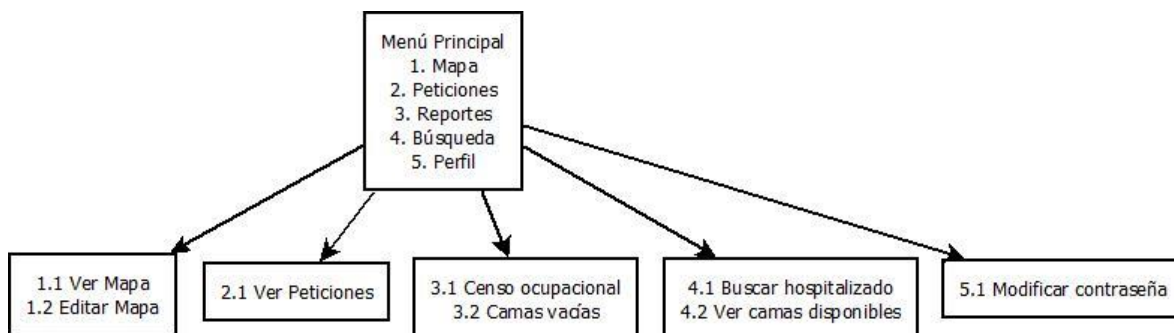 Menú Principal
1. Mapa
2. Peticiones
3. Reportes
4. Búsqueda
5. Perfil
1.1 Ver Mapa
1.2 Editar Mapa
2.1 Ver Peticiones
3.1 Censo ocupacional
3.2 Camas vacías
4.1 Buscar hospitalizado
4.2 Ver camas disponibles
5.1 Modificar contraseña